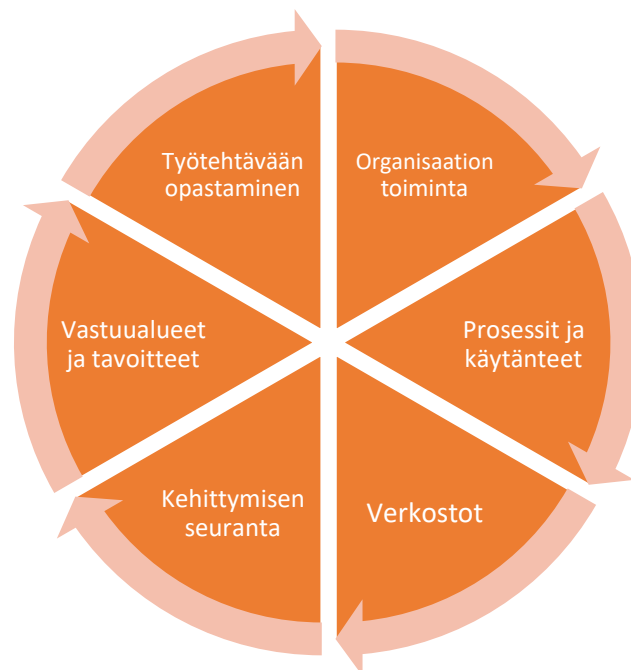 Työtehtävään
opastaminen
Organisaation
toiminta
Vastuualueet
ja tavoitteet
Prosessit ja
käytänteet
Kehittymisen
seuranta
Verkostot